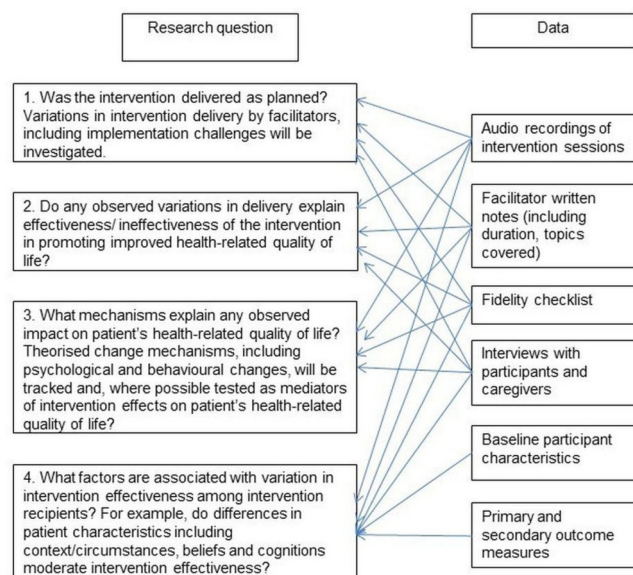 Research question
Data
1. Was the intervention delivered as planned?
Variations in intervention delivery by facilitators,
including implementation challenges will be
investigated.
2. Do any observed variations in delivery explain
effectiveness/ ineffectiveness of the intervention
in promoting improved health-related quality of
life?
3. What mechanisms explain any observed
impact on patient's health-related quality of life?
Theorised change mechanisms, including
psychological and behavioural changes, will be
tracked and, where possible tested as mediators
of intervention effects on patient's health-related
quality of life?
4. What factors are associated with variation in
intervention effectiveness among intervention
recipients? For example, do differences in
patient characteristics including
context/circumstances, beliefs and cognitions
moderate intervention effectiveness?
Audio recordings of
intervention sessions
Facilitator written
notes (including
duration, topics
covered)
Fidelity checklist
Interviews with
participants and
caregivers
Baseline participant
characteristics
Primary and
secondary outcome
measures